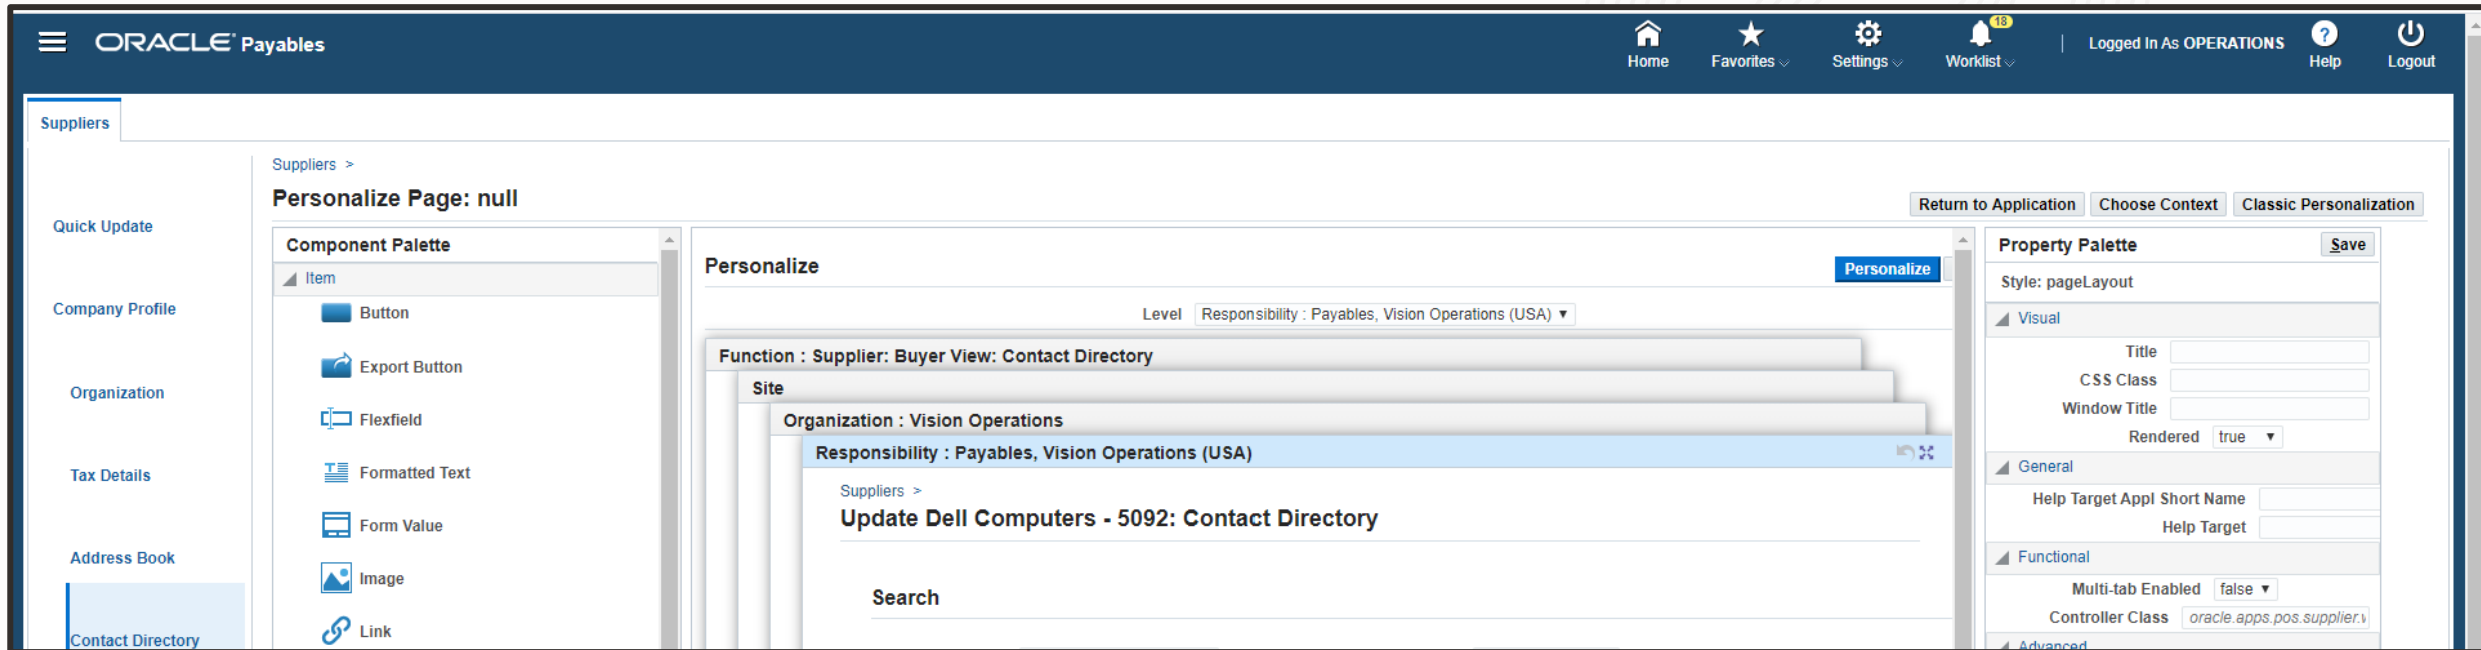 ORACLE Payables
Home
Favorites
Settings
Worklist
18
Logged In As OPERATIONS
Help
Logout
Suppliers
Quick Update
Company Profile
Organization
Tax Details
Address Book
Contact Directory
Suppliers >
Personalize Page: null
Return to Application
Choose Context
Classic Personalization
Component Palette
Item
Button
Export Button
Flexfield
Formatted Text
Form Value
Image
Link
Personalize
Personalize
Level Responsibility : Payables, Vision Operations (USA)
Function : Supplier: Buyer View: Contact Directory
Site
Organization : Vision Operations
Responsibility : Payables, Vision Operations (USA)
Suppliers >
Update Dell Computers - 5092: Contact Directory
Search
Property Palette
Save
Style: pageLayout
Visual
Title
CSS Class
Window Title
Rendered true
General
Help Target Appl Short Name
Help Target
Functional
Multi-tab Enabled false
Controller Class oracle.apps.pos.supplier.
Advanced